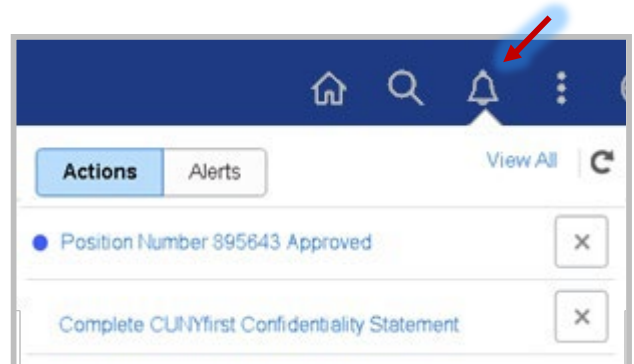 Actions
Alerts
View All
Position Number 895643 Approved
Complete CUNYfirst Confidentiality Statement